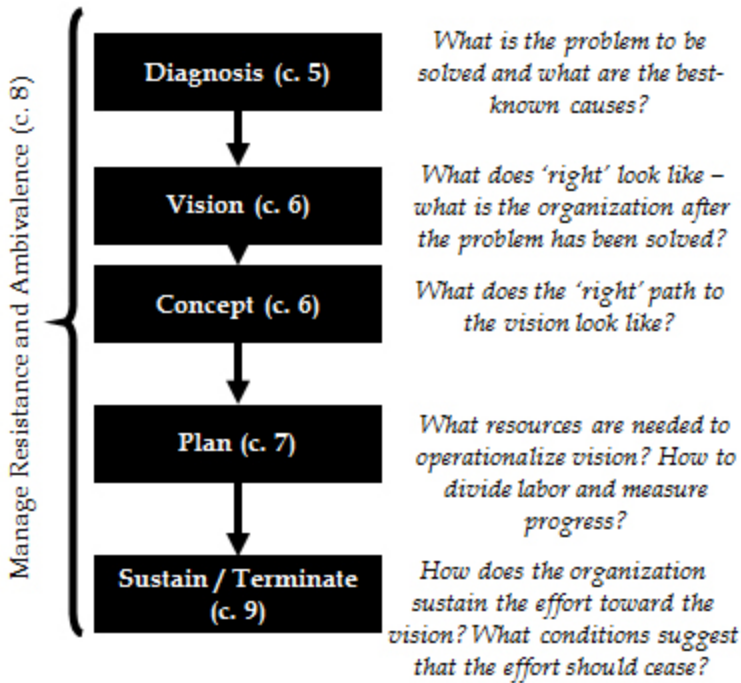 Manage Resistance and Ambivalence (c. 8)
Diagnosis (c. 5)
What is the problem to be
solved and what are the best-
known causes?
Vision (c. 6)
What does ‘right’ look like –
what is the organization after
the problem has been solved?
Concept (c. 6)
What does the ‘right’ path to
the vision look like?
Plan (c. 7)
What resources are needed to
operationalize vision? How to
divide labor and measure
progress?
Sustain / Terminate
(c. 9)
How does the organization
sustain the effort toward the
vision? What conditions suggest
that the effort should cease?